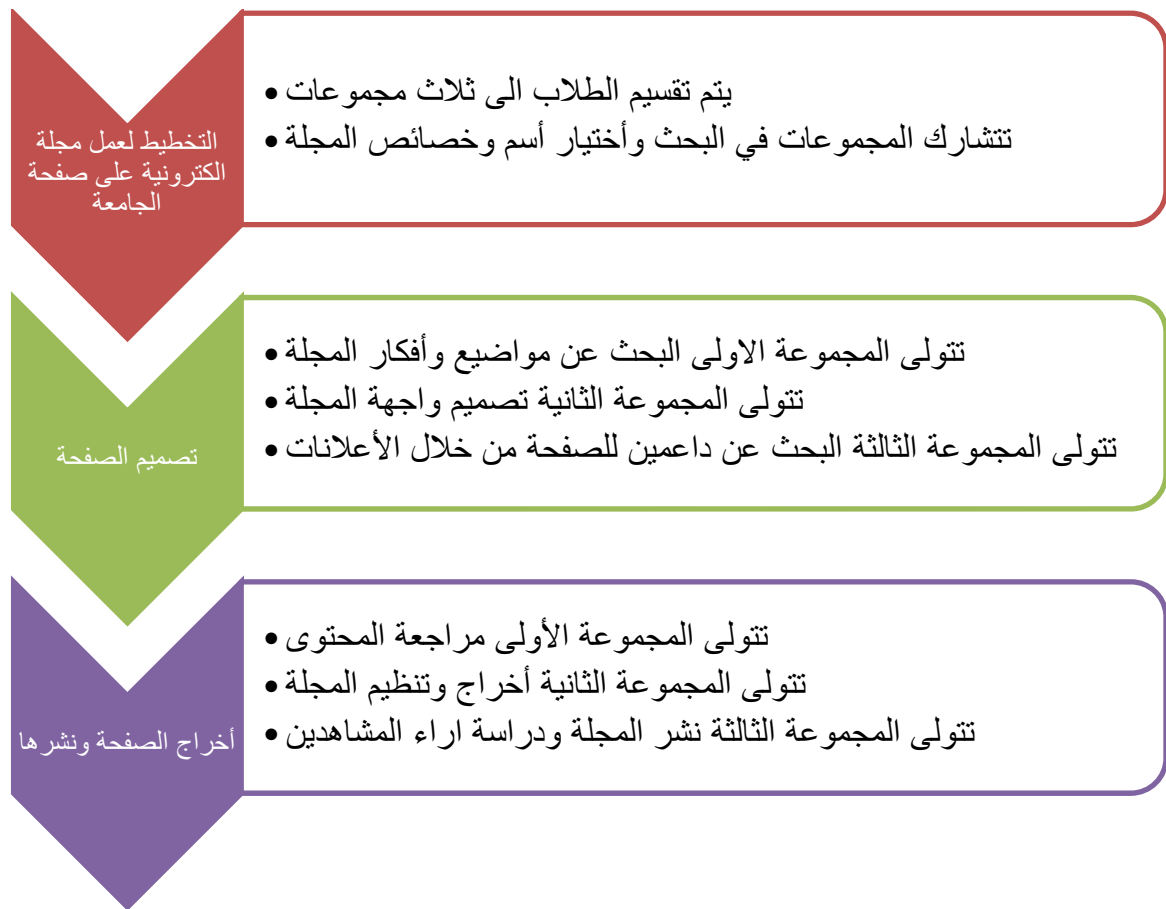 التخطيط لعمل مجلة
الكترونية على صفحة
الجامعة
• يتم تقسيم الطلاب الى ثلاث مجموعات
• تتشارك المجموعات في البحث وأختيار أسم وخصائص المجلة
تصميم الصفحة
• تتولى المجموعة الاولى البحث عن مواضيع وأفكار المجلة
• تتولى المجموعة الثانية تصميم واجهة المجلة
• تتولى المجموعة الثالثة البحث عن داعمين للصفحة من خلال الأعلانات
أخراج الصفحة ونشرها
• تتولى المجموعة الأولى مراجعة المحتوى
• تتولى المجموعة الثانية أخراج وتنظيم المجلة
• تتولى المجموعة الثالثة نشر المجلة ودراسة اراء المشاهدين